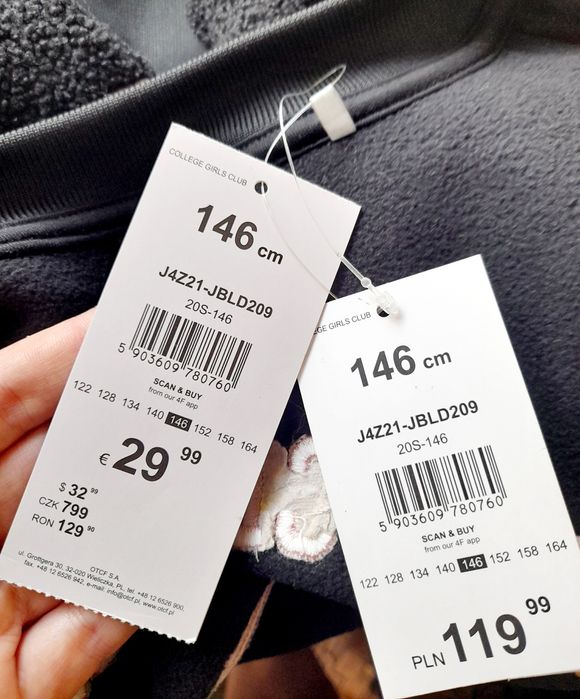 COLLEGE GIRLS CLUB
146 cm
J4Z21-JBLD209
20S-146
5 903609 780760
SCAN & BUY
from our 4F app
122 128 134 140 146 152 158 164
€ 29 99
$ 32 99
CZK 799
RON 129 90
OTCF S.A.
ul. Grottgera 30, 32-020 Wieliczka, PL, tel. +48 12 6526 900,
fax. +48 12 6526 942, e-mail: info@otcf.pl, www.otcf.pl
EGE GIRLS CLUB
146 cm
J4Z21-JBLD209
20S-146
5 903609 780760
SCAN & BUY
from our 4F app
122 128 134 140 146 152 158 164
PLN 119 99